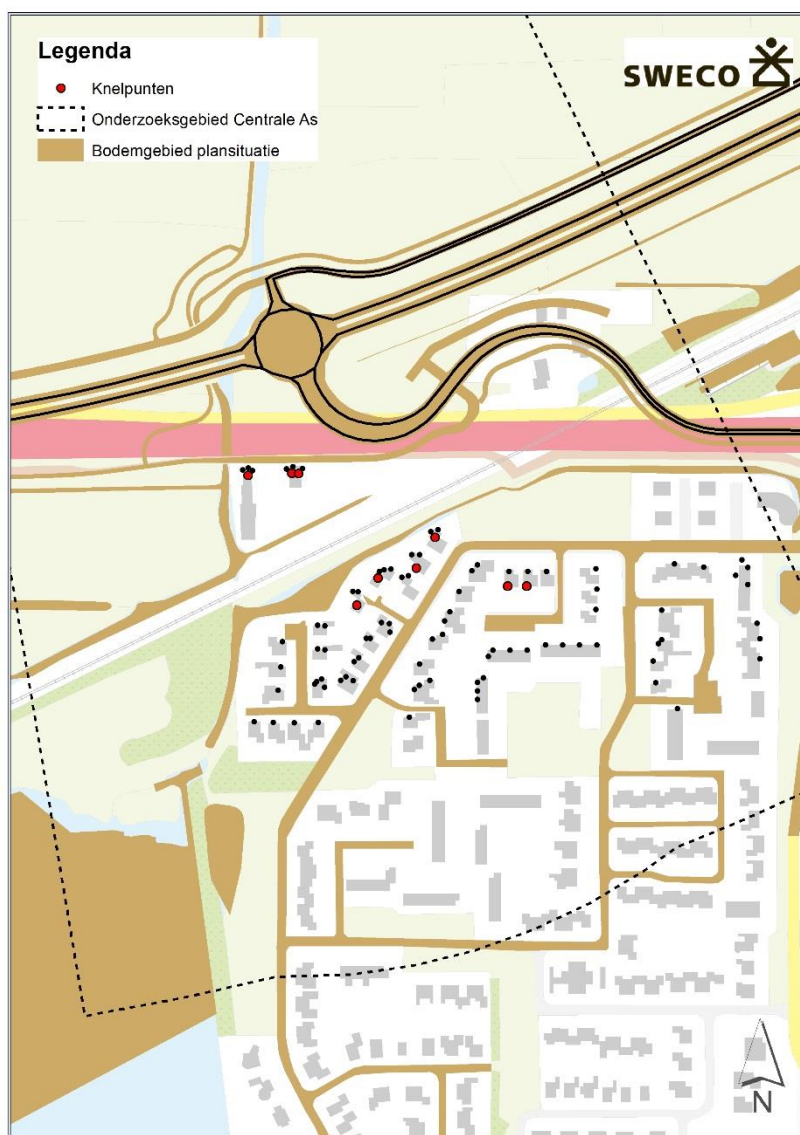 Legenda
SWECO
Knelpunten
Onderzoeksgebied Centrale As
Bodemgebied plansituatie
N